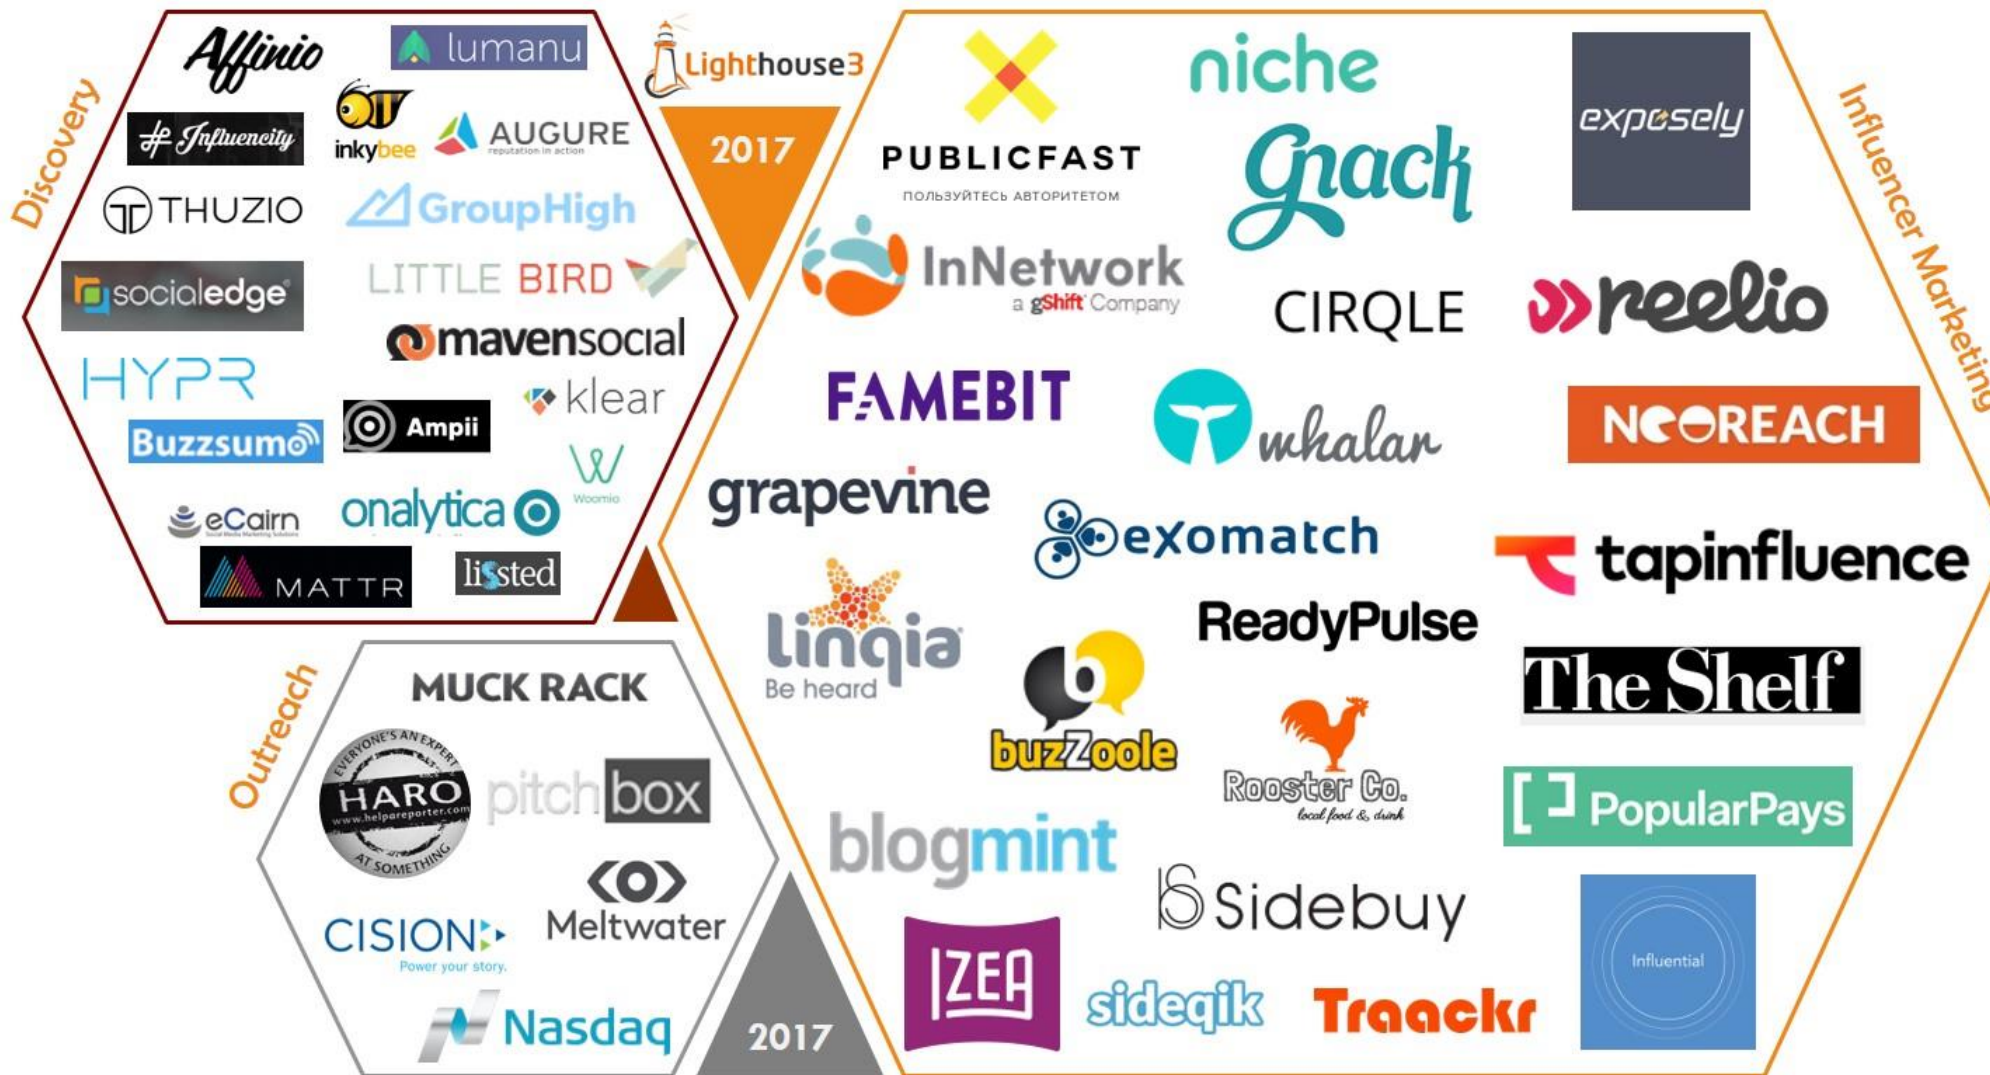 Discovery
Affinio
lumanu
Influencity
inkybee
AUGURE
reputation in action
THUZIO
GroupHigh
socialedge
LITTLE BIRD
mavensocial
HYPR
klear
Buzzsumo
Ampii
Woomio
eCairn
Social Media Marketing Solutions
onalytica
MATTR
lissted
Lighthouse3
2017
Outreach
MUCK RACK
EVERYONE'S AN EXPERT
HARO
www.helpareporter.com
AT SOMETHING
pitchbox
CISION
Power your story.
Meltwater
Nasdaq
2017
Influencer Marketing
PUBLICFAST
ПОЛЬЗУЙТЕСЬ АВТОРИТЕТОМ
niche
Gnack
exposely
InNetwork
a gShift Company
CIRQLE
reelio
FAMEBIT
whalar
NEOREACH
grapevine
exomatch
tapinfluence
linqia
Be heard
ReadyPulse
b
buzZoole
The Shelf
Rooster Co.
local food & drink
PopularPays
blogmint
Sidebuy
Influential
IZEA
sideqik
Traackr